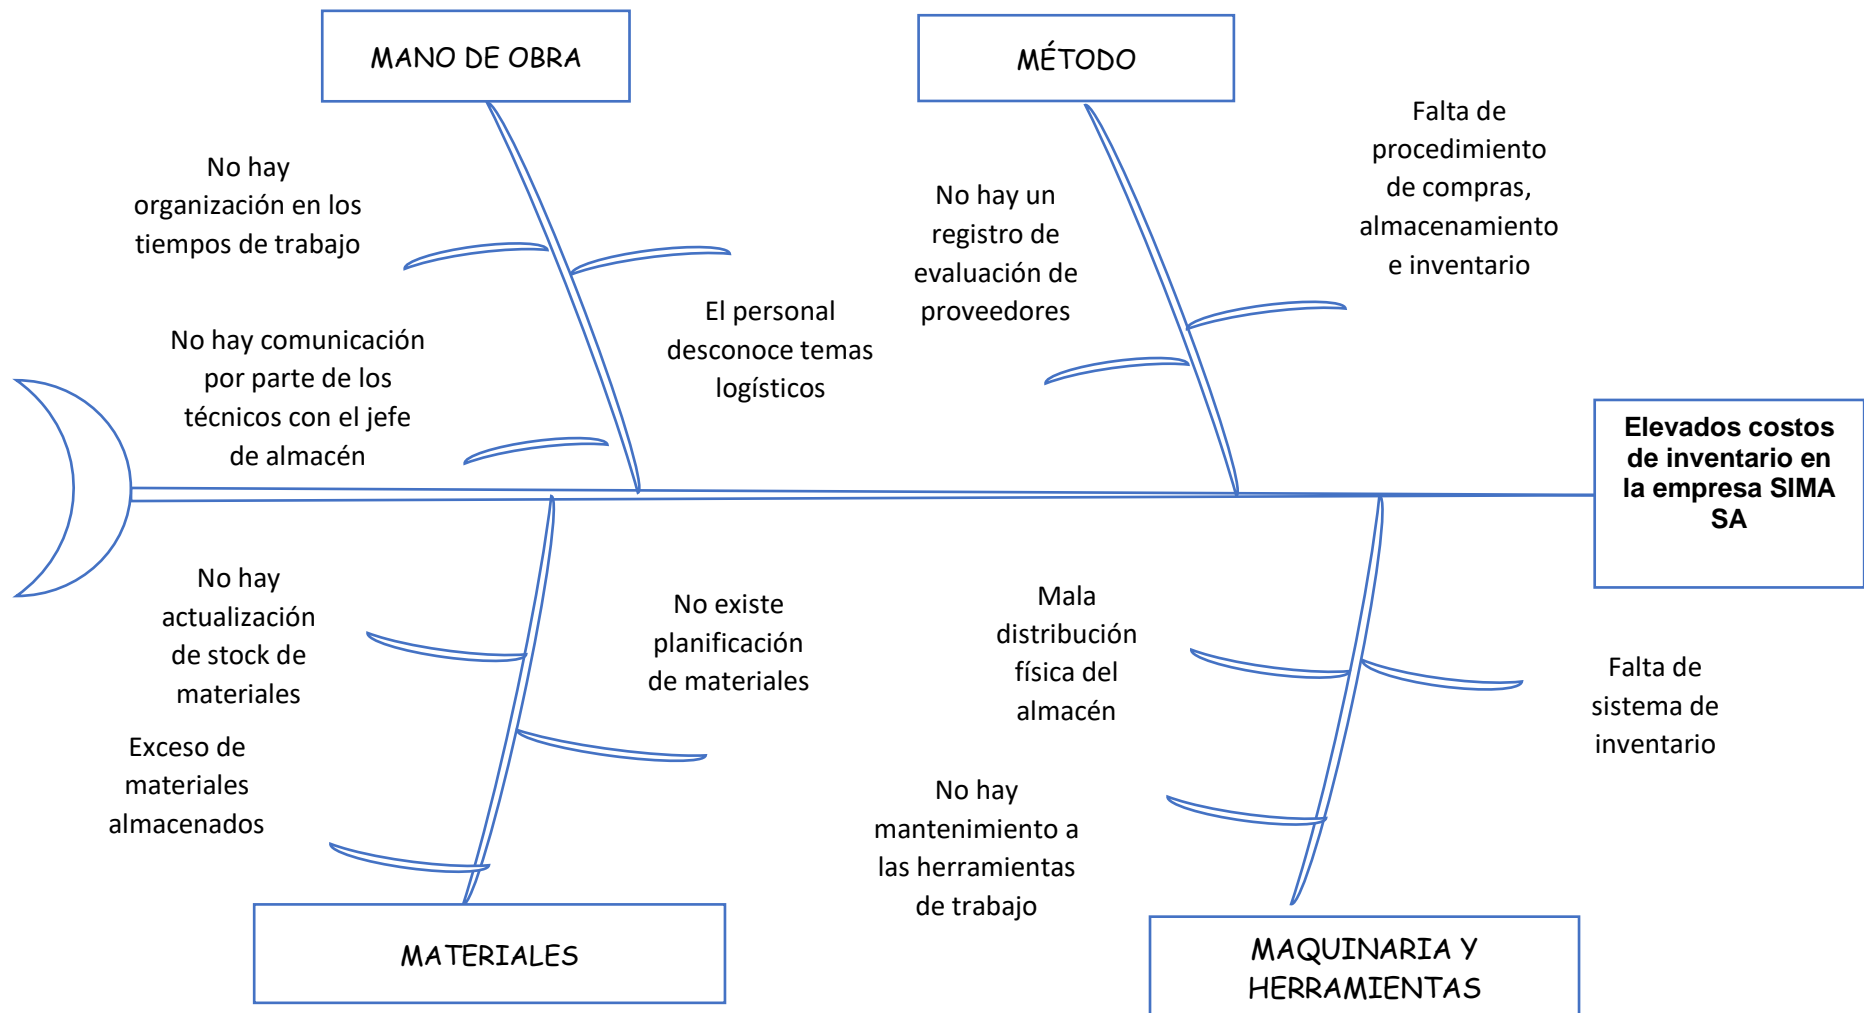 MANO DE OBRA
MÉTODO
No hay
organización en los
tiempos de trabajo
No hay comunicación
por parte de los
técnicos con el jefe
de almacén
El personal
desconoce temas
logísticos
No hay un
registro de
evaluación de
proveedores
Falta de
procedimiento
de compras,
almacenamiento
e inventario
Elevados costos
de inventario en
la empresa SIMA
SA
No hay
actualización
de stock de
materiales
Exceso de
materiales
almacenados
No existe
planificación
de materiales
Mala
distribución
física del
almacén
No hay
mantenimiento a
las herramientas
de trabajo
Falta de
sistema de
inventario
MATERIALES
MAQUINARIA Y
HERRAMIENTAS